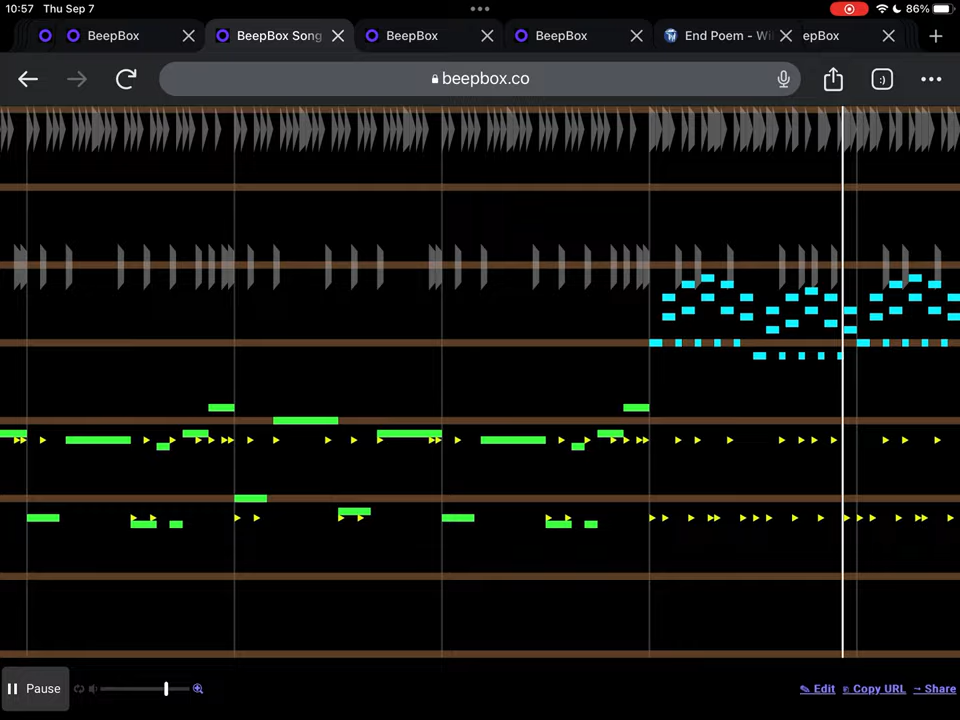 10:57 Thu Sep 7
86%
BeepBox
BeepBox Song
BeepBox
BeepBox
End Poem - Wi
epBox
beepbox.co
:)
Pause
Edit
Copy URL
Share